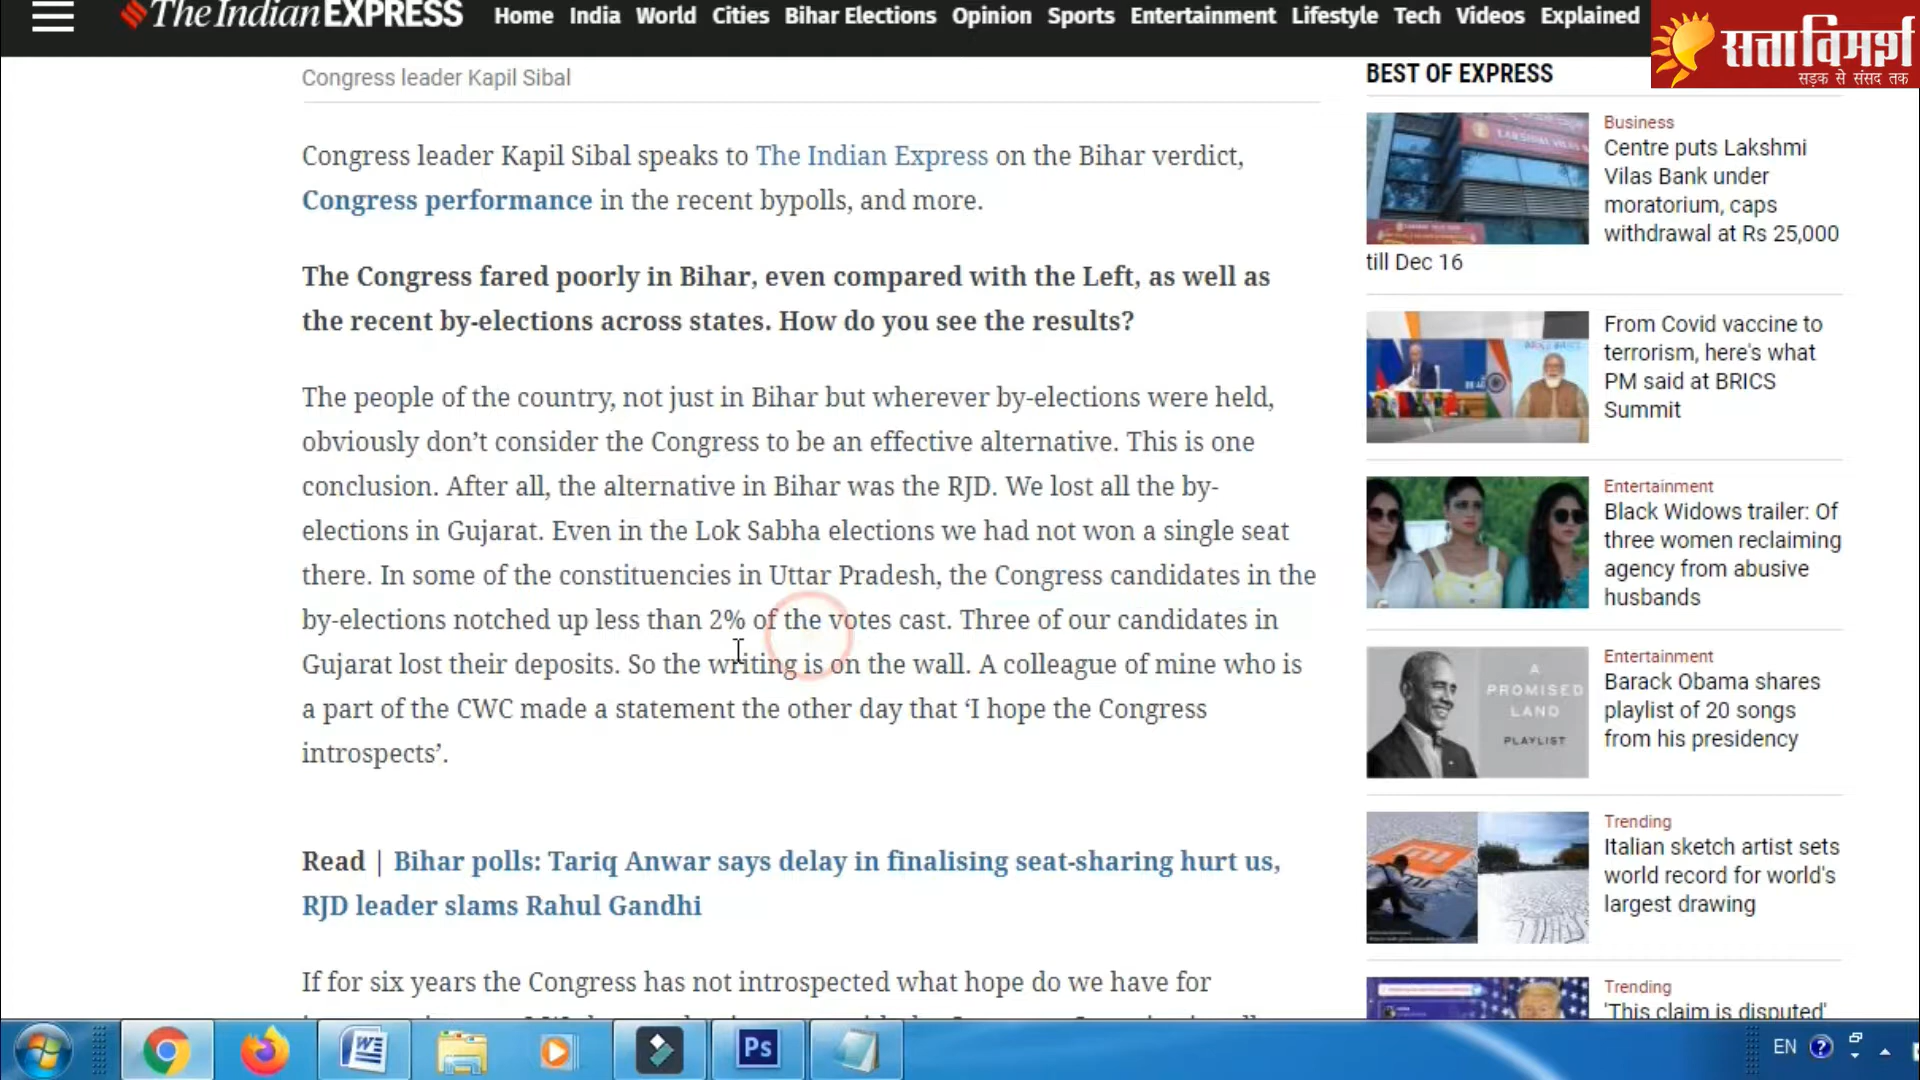 The Indian EXPRESS
Home India World Cities Bihar Elections Opinion Sports Entertainment Lifestyle Tech Videos Explained
सत्ता विमर्श
सड़क से संसद तक
Congress leader Kapil Sibal
Congress leader Kapil Sibal speaks to The Indian Express on the Bihar verdict,
Congress performance in the recent bypolls, and more.
The Congress fared poorly in Bihar, even compared with the Left, as well as
the recent by-elections across states. How do you see the results?
The people of the country, not just in Bihar but wherever by-elections were held,
obviously don’t consider the Congress to be an effective alternative. This is one
conclusion. After all, the alternative in Bihar was the RJD. We lost all the by-
elections in Gujarat. Even in the Lok Sabha elections we had not won a single seat
there. In some of the constituencies in Uttar Pradesh, the Congress candidates in the
by-elections notched up less than 2% of the votes cast. Three of our candidates in
Gujarat lost their deposits. So the writing is on the wall. A colleague of mine who is
a part of the CWC made a statement the other day that ‘I hope the Congress
introspects’.
Read | Bihar polls: Tariq Anwar says delay in finalising seat-sharing hurt us,
RJD leader slams Rahul Gandhi
If for six years the Congress has not introspected what hope do we have for
BEST OF EXPRESS
Business
Centre puts Lakshmi
Vilas Bank under
moratorium, caps
withdrawal at Rs 25,000
till Dec 16
From Covid vaccine to
terrorism, here's what
PM said at BRICS
Summit
Entertainment
Black Widows trailer: Of
three women reclaiming
agency from abusive
husbands
A
PROMISED
LAND
PLAYLIST
Entertainment
Barack Obama shares
playlist of 20 songs
from his presidency
Trending
Italian sketch artist sets
world record for world's
largest drawing
Trending
'This claim is disputed'
Ps
EN